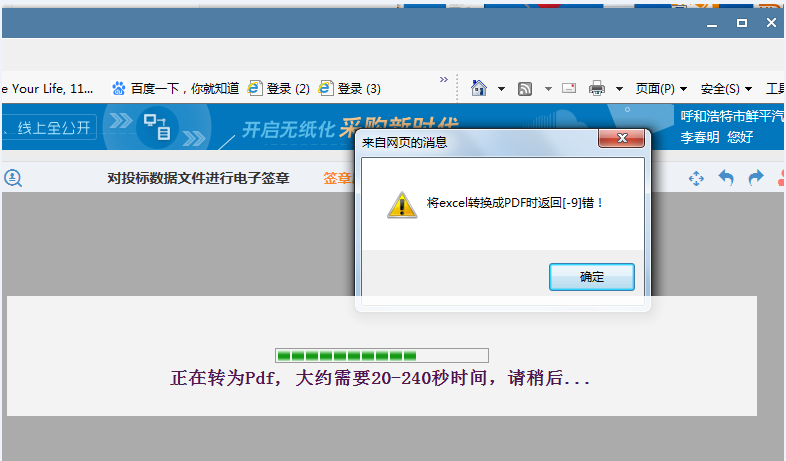 e Your Life, 11...
百度一下，你就知道
登录 (2)
登录 (3)
»
页面(P)
安全(S)
工具
、线上全公开
开启无纸化 采购新时代
呼和浩特市鲜平汽
李春明 您好
来自网页的消息
对投标数据文件进行电子签章
签章
将excel转换成PDF时返回[-9]错！
确定
正在转为Pdf, 大约需要20-240秒时间，请稍后...